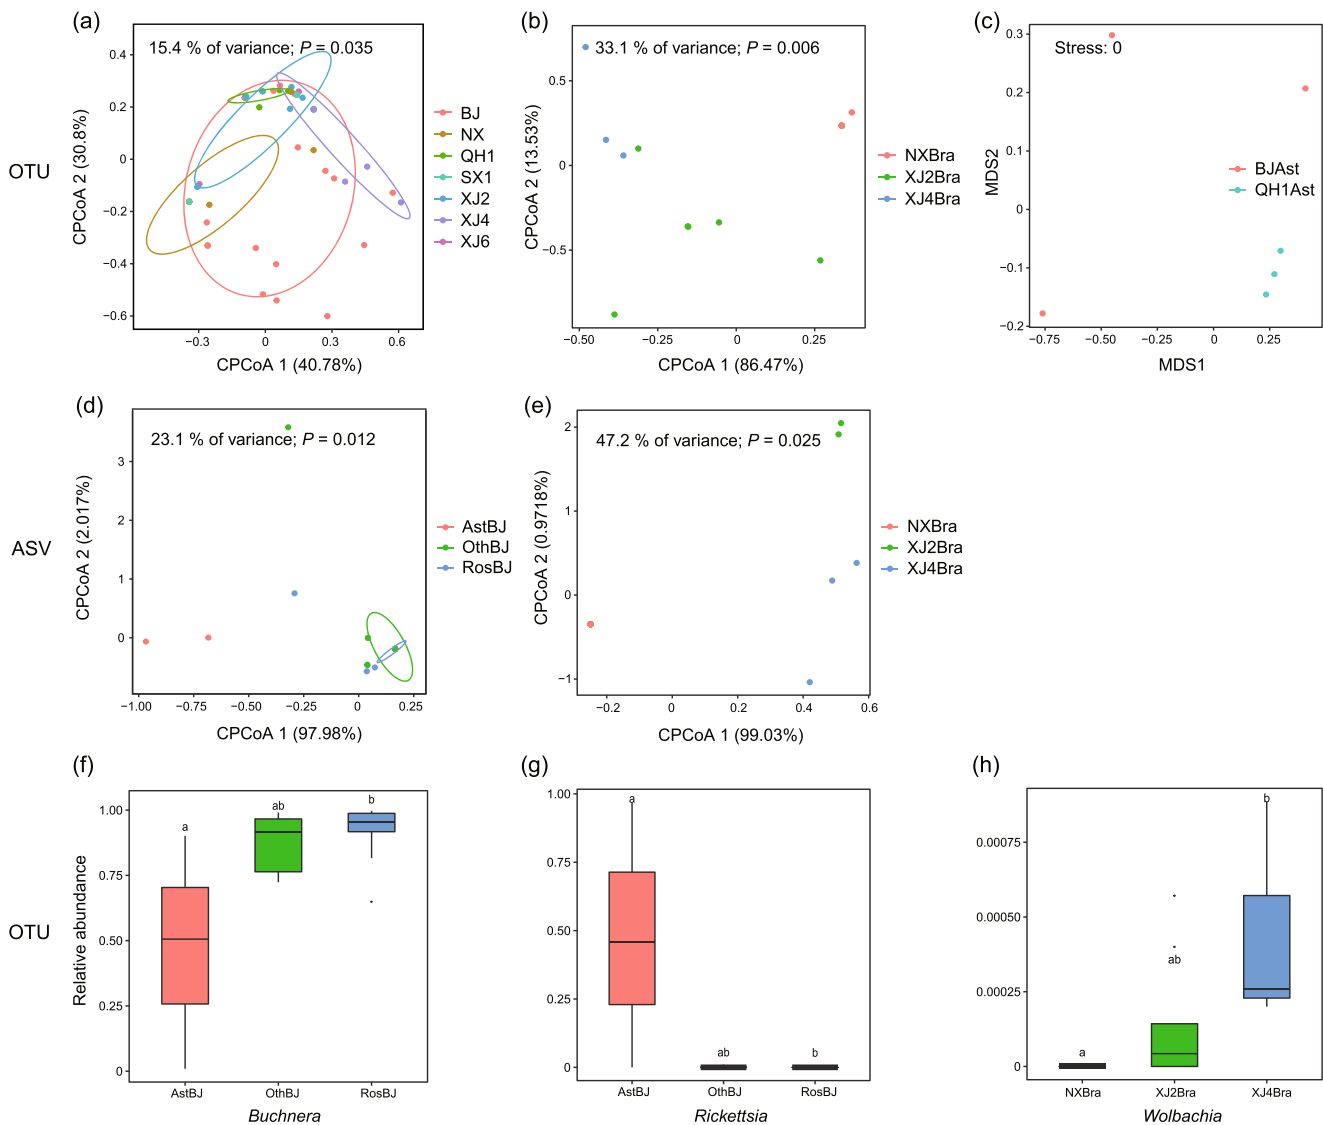 (a)
15.4 % of variance; P = 0.035
0.4
0.2
0
−0.2
−0.4
−0.6
−0.3
0
0.3
0.6
CPCoA 2 (30.8%)
CPCoA 1 (40.78%)
BJ
NX
QH1
SX1
XJ2
XJ4
XJ6
OTU
(b)
33.1 % of variance; P = 0.006
0.5
0
−0.5
−0.50
−0.25
0
0.25
CPCoA 2 (13.53%)
CPCoA 1 (86.47%)
NXBra
XJ2Bra
XJ4Bra
(c)
Stress: 0
0.3
0.2
0.1
0
−0.1
−0.2
−0.75
−0.50
−0.25
0
0.25
MDS2
MDS1
BJAst
QH1Ast
(d)
23.1 % of variance; P = 0.012
3
2
1
0
−1.00
−0.75
−0.50
−0.25
0
0.25
CPCoA 2 (2.017%)
CPCoA 1 (97.98%)
AstBJ
OthBJ
RosBJ
ASV
(e)
47.2 % of variance; P = 0.025
2
1
0
−1
−0.2
0
0.2
0.4
0.6
CPCoA 2 (0.9718%)
CPCoA 1 (99.03%)
NXBra
XJ2Bra
XJ4Bra
(f)
1.00
0.75
0.50
0.25
0
a
ab
b
AstBJ
OthBJ
RosBJ
Relative abundance
Buchnera
OTU
(g)
1.00
0.75
0.50
0.25
0
a
ab
b
AstBJ
OthBJ
RosBJ
Rickettsia
(h)
0.00075
0.00050
0.00025
0
a
ab
b
NXBra
XJ2Bra
XJ4Bra
Wolbachia